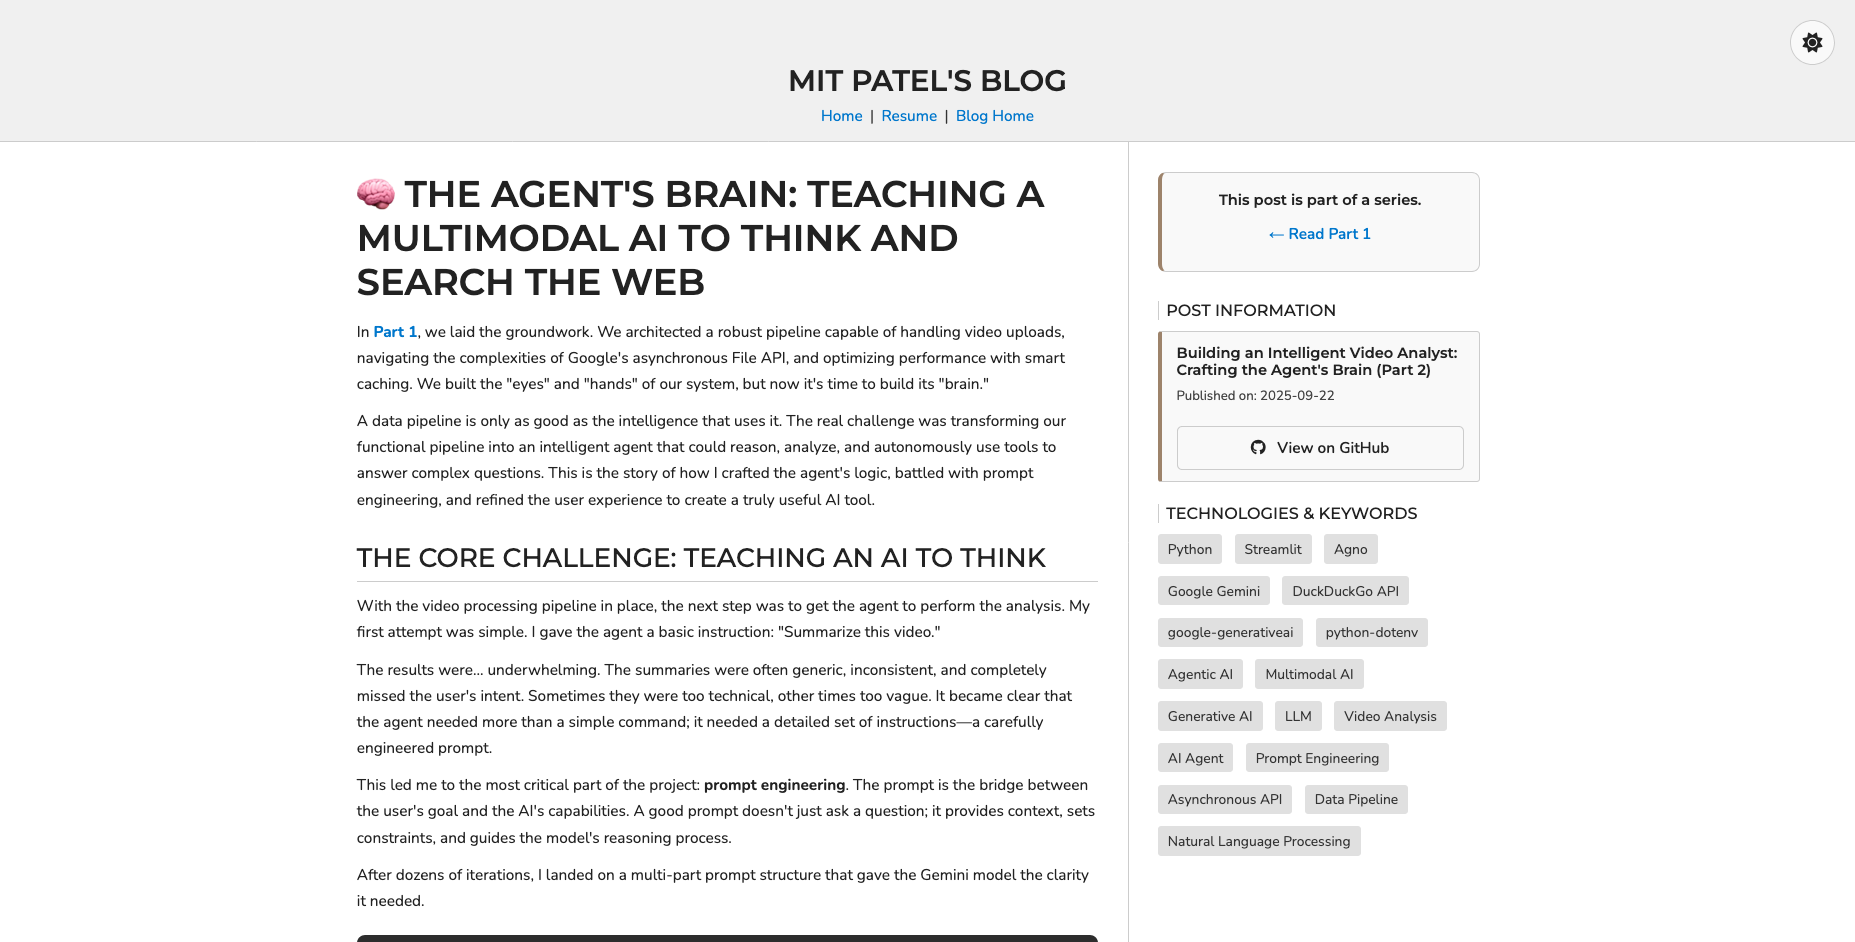 MIT PATEL'S BLOG
Home | Resume | Blog Home
🧠 THE AGENT'S BRAIN: TEACHING A
MULTIMODAL AI TO THINK AND
SEARCH THE WEB
In Part 1, we laid the groundwork. We architected a robust pipeline capable of handling video uploads,
navigating the complexities of Google's asynchronous File API, and optimizing performance with smart
caching. We built the "eyes" and "hands" of our system, but now it's time to build its "brain."
A data pipeline is only as good as the intelligence that uses it. The real challenge was transforming our
functional pipeline into an intelligent agent that could reason, analyze, and autonomously use tools to
answer complex questions. This is the story of how I crafted the agent's logic, battled with prompt
engineering, and refined the user experience to create a truly useful AI tool.
THE CORE CHALLENGE: TEACHING AN AI TO THINK
With the video processing pipeline in place, the next step was to get the agent to perform the analysis. My
first attempt was simple. I gave the agent a basic instruction: "Summarize this video."
The results were... underwhelming. The summaries were often generic, inconsistent, and completely
missed the user's intent. Sometimes they were too technical, other times too vague. It became clear that
the agent needed more than a simple command; it needed a detailed set of instructions—a carefully
engineered prompt.
This led me to the most critical part of the project: prompt engineering. The prompt is the bridge between
the user's goal and the AI's capabilities. A good prompt doesn't just ask a question; it provides context, sets
constraints, and guides the model's reasoning process.
After dozens of iterations, I landed on a multi-part prompt structure that gave the Gemini model the clarity
it needed.
This post is part of a series.
← Read Part 1
POST INFORMATION
Building an Intelligent Video Analyst:
Crafting the Agent's Brain (Part 2)
Published on: 2025-09-22
View on GitHub
TECHNOLOGIES & KEYWORDS
Python Streamlit Agno
Google Gemini DuckDuckGo API
google-generativeai python-dotenv
Agentic AI Multimodal AI
Generative AI LLM Video Analysis
AI Agent Prompt Engineering
Asynchronous API Data Pipeline
Natural Language Processing